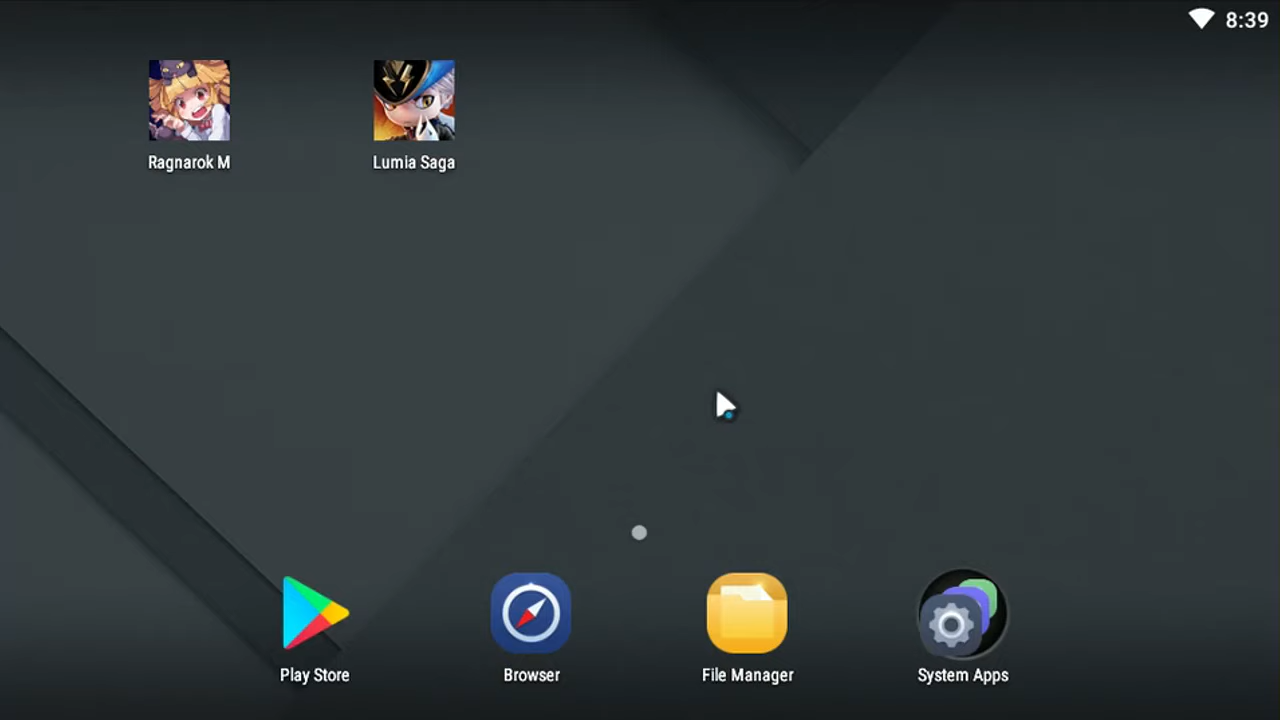 8:39
Ragnarok M
Lumia Saga
Play Store
Browser
File Manager
System Apps